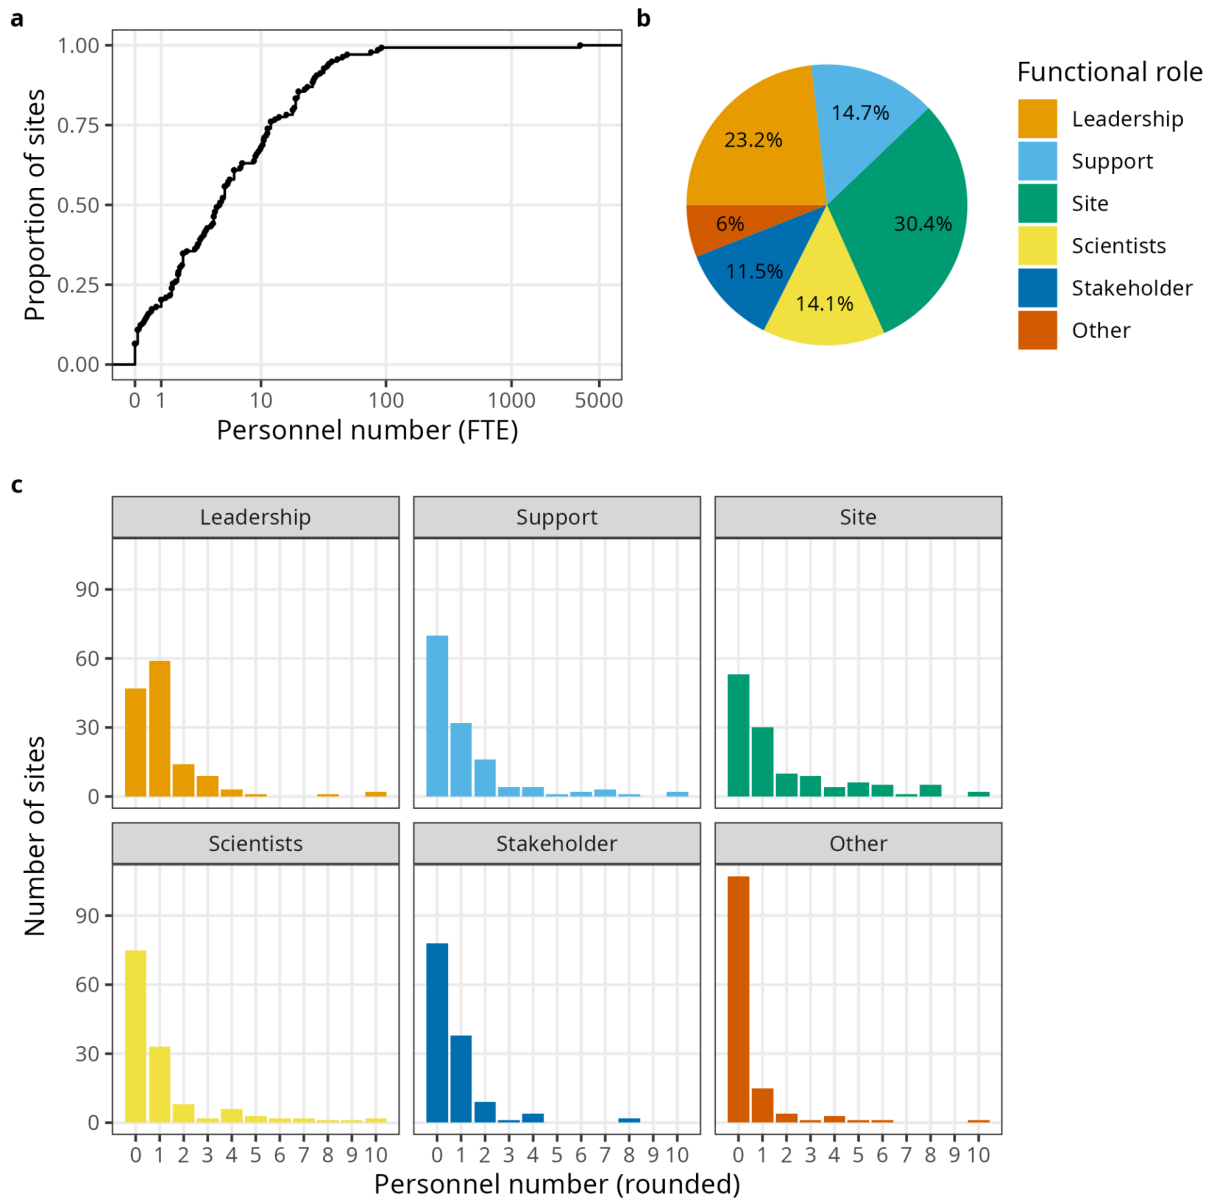 a
1.00
0.75
0.50
0.25
0.00
0 1 10 100 1000 5000
Personnel number (FTE)
Proportion of sites
b
14.7%
23.2%
30.4%
6%
11.5%
14.1%
Functional role
Leadership
Support
Site
Scientists
Stakeholder
Other
c
Leadership Support Site
90
60
30
0
Scientists Stakeholder Other
90
60
30
0
0 1 2 3 4 5 6 7 8 9 10 0 1 2 3 4 5 6 7 8 9 10 0 1 2 3 4 5 6 7 8 9 10
Personnel number (rounded)
Number of sites